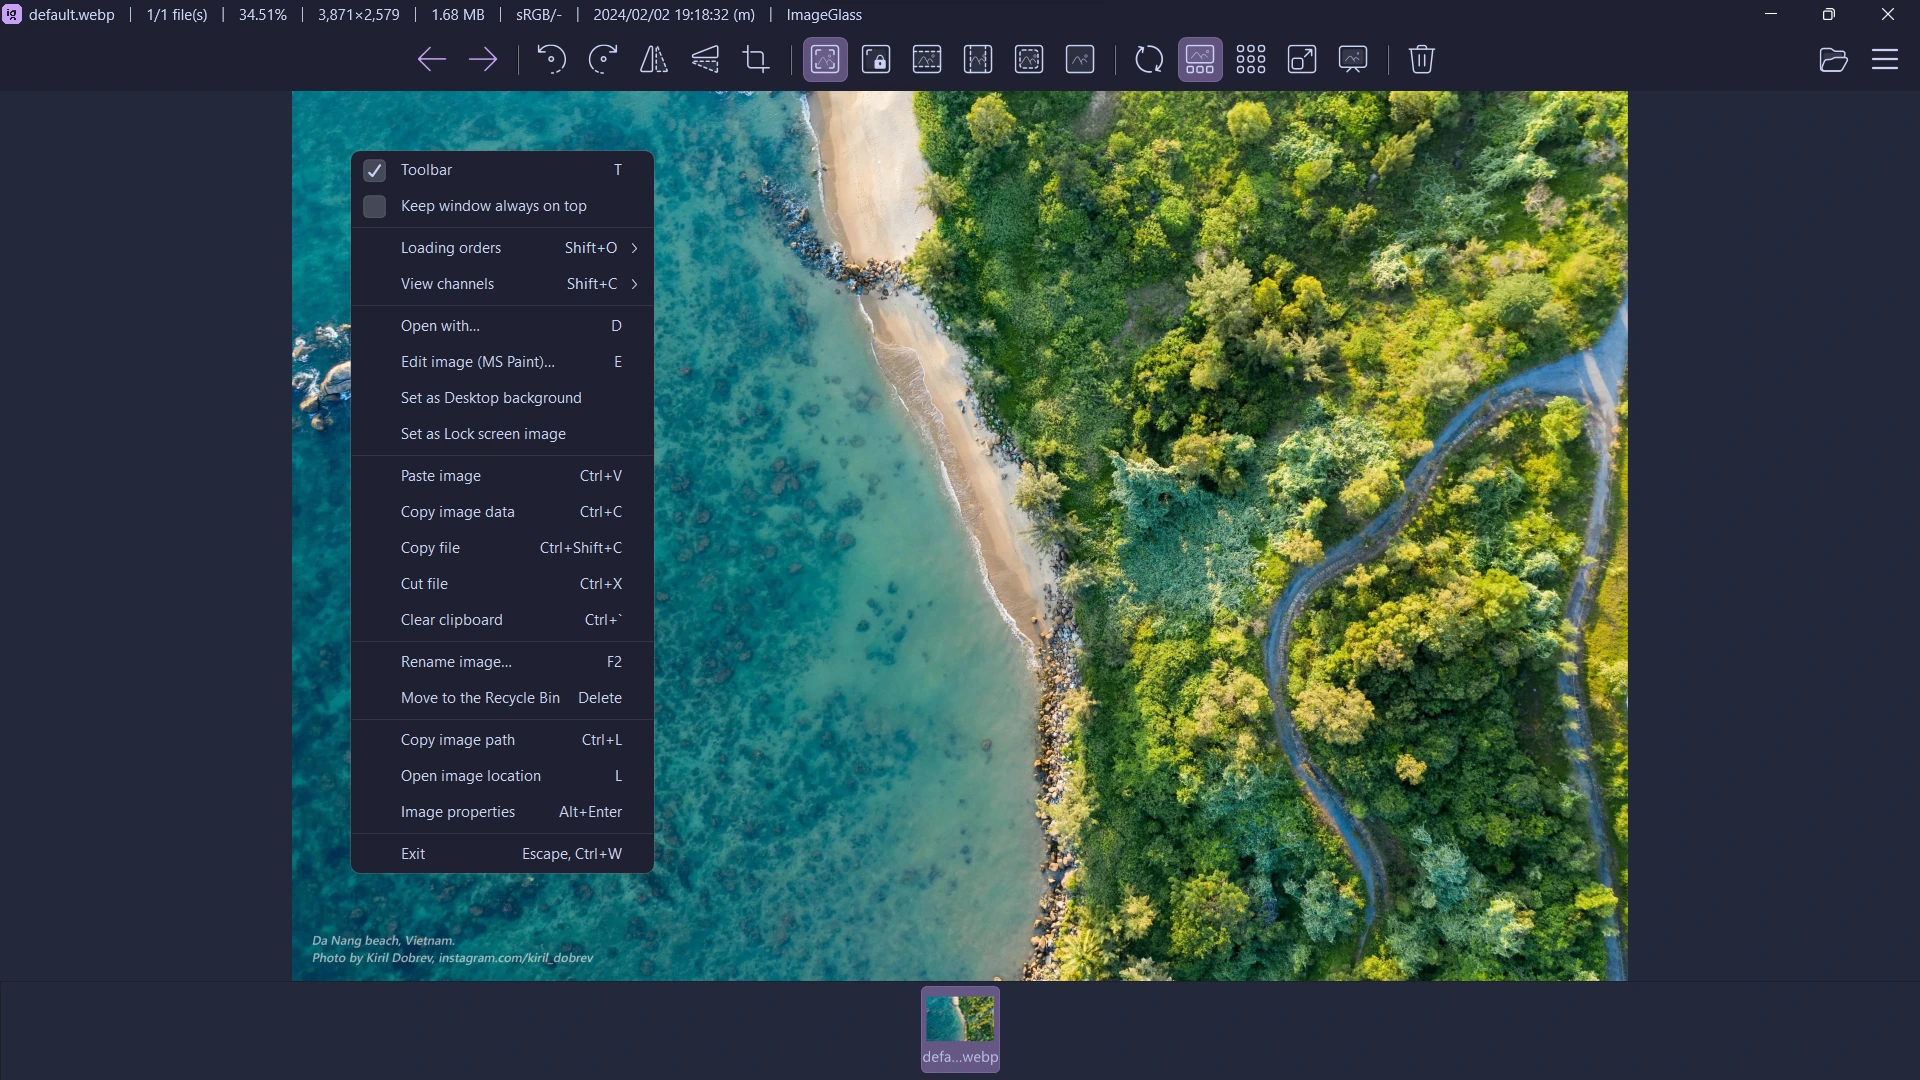 default.webp | 1/1 file(s) | 34.51% | 3,871×2,579 | 1.68 MB | sRGB/- | 2024/02/02 19:18:32 (m) | ImageGlass
Toolbar T
Keep window always on top
Loading orders Shift+O
View channels Shift+C
Open with... D
Edit image (MS Paint)... E
Set as Desktop background
Set as Lock screen image
Paste image Ctrl+V
Copy image data Ctrl+C
Copy file Ctrl+Shift+C
Cut file Ctrl+X
Clear clipboard Ctrl+`
Rename image... F2
Move to the Recycle Bin Delete
Copy image path Ctrl+L
Open image location L
Image properties Alt+Enter
Exit Escape, Ctrl+W
Da Nang beach, Vietnam.
Photo by Kiril Dobrev, instagram.com/kiril_dobrev
defa...webp